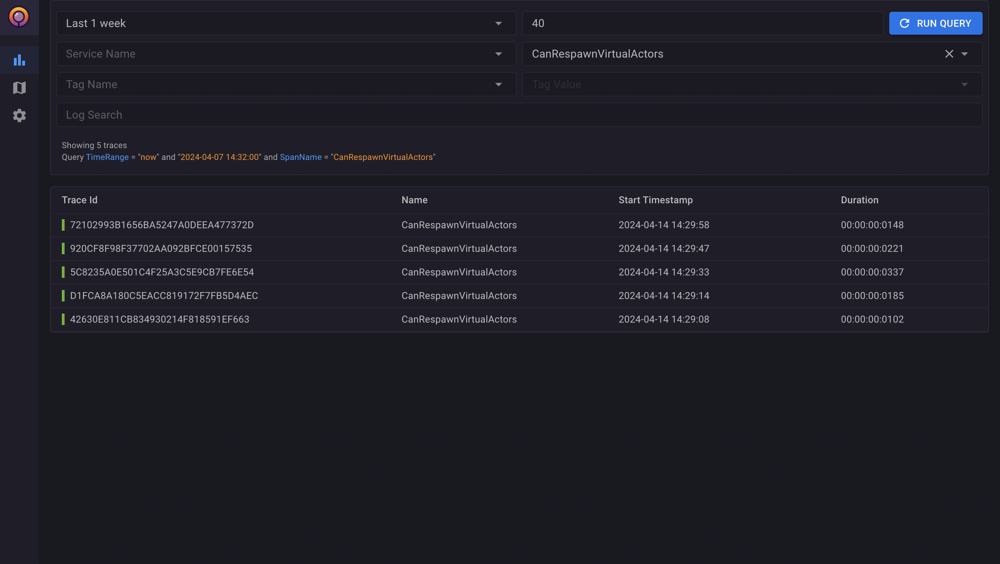 Last 1 week
40
RUN QUERY
Service Name
CanRespawnVirtualActors
Tag Name
Tag Value
Log Search
Showing 5 traces
Query TimeRange = "now" and "2024-04-07 14:32:00" and SpanName = "CanRespawnVirtualActors"
Trace Id Name Start Timestamp Duration
72102993B1656BA5247A0DEEA477372D CanRespawnVirtualActors 2024-04-14 14:29:58 00:00:00:0148
920CF8F98F37702AA092BFCE00157535 CanRespawnVirtualActors 2024-04-14 14:29:47 00:00:00:0221
5C8235A0E501C4F25A3C5E9CB7FE6E54 CanRespawnVirtualActors 2024-04-14 14:29:33 00:00:00:0337
D1FCA8A180C5EACC819172F7FB5D4AEC CanRespawnVirtualActors 2024-04-14 14:29:14 00:00:00:0185
42630E811CB834930214F818591EF663 CanRespawnVirtualActors 2024-04-14 14:29:08 00:00:00:0102